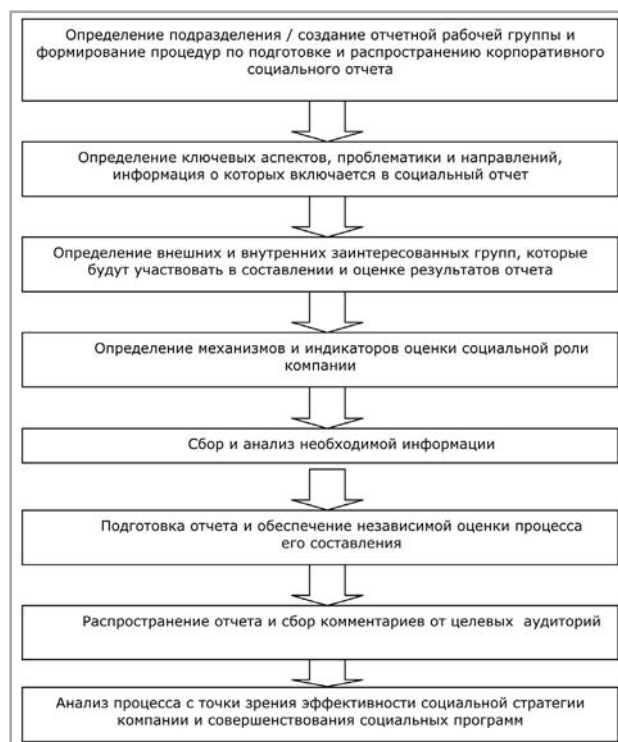 Определение подразделения / создание отчетной рабочей группы и
формирование процедур по подготовке и распространению корпоративного
социального отчета
Определение ключевых аспектов, проблематики и направлений,
информация о которых включается в социальный отчет
Определение внешних и внутренних заинтересованных групп, которые
будут участвовать в составлении и оценке результатов отчета
Определение механизмов и индикаторов оценки социальной роли
компании
Сбор и анализ необходимой информации
Подготовка отчета и обеспечение независимой оценки процесса
его составления
Распространение отчета и сбор комментариев от целевых аудиторий
Анализ процесса с точки зрения эффективности социальной стратегии
компании и совершенствования социальных программ